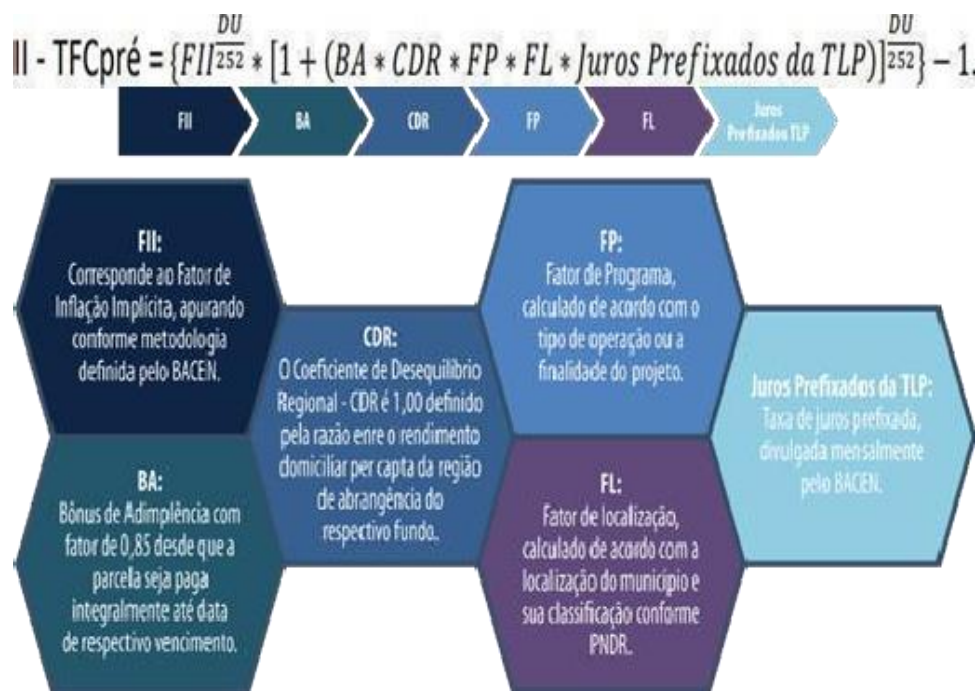 II - TFCpré = {FII^(DU/252) * [1 + (BA * CDR * FP * FL * Juros Prefixados da TLP)]^(DU/252)} − 1.
FII
BA
CDR
FP
FL
Juros
Prefixados TLP
FII:
Corresponde ao Fator de
Inflação Implícita, apurando
conforme metodologia
definida pelo BACEN.
BA:
Bônus de Adimplência com
fator de 0,85 desde que a
parcela seja paga
integralmente até data
de respectivo vencimento.
CDR:
O Coeficiente de Desequilíbrio
Regional - CDR é 1,00 definido
pela razão enre o rendimento
domiciliar per capta da região
de abrangência do
respectivo fundo.
FP:
Fator de Programa,
calculado de acordo com o
tipo de operação ou a
finalidade do projeto.
FL:
Fator de localização,
calculado de acordo com a
localização do município e
sua classificação conforme
PNDR.
Juros Prefixados da TLP:
Taxa de juros prefixada,
divulgada mensalmente
pelo BACEN.